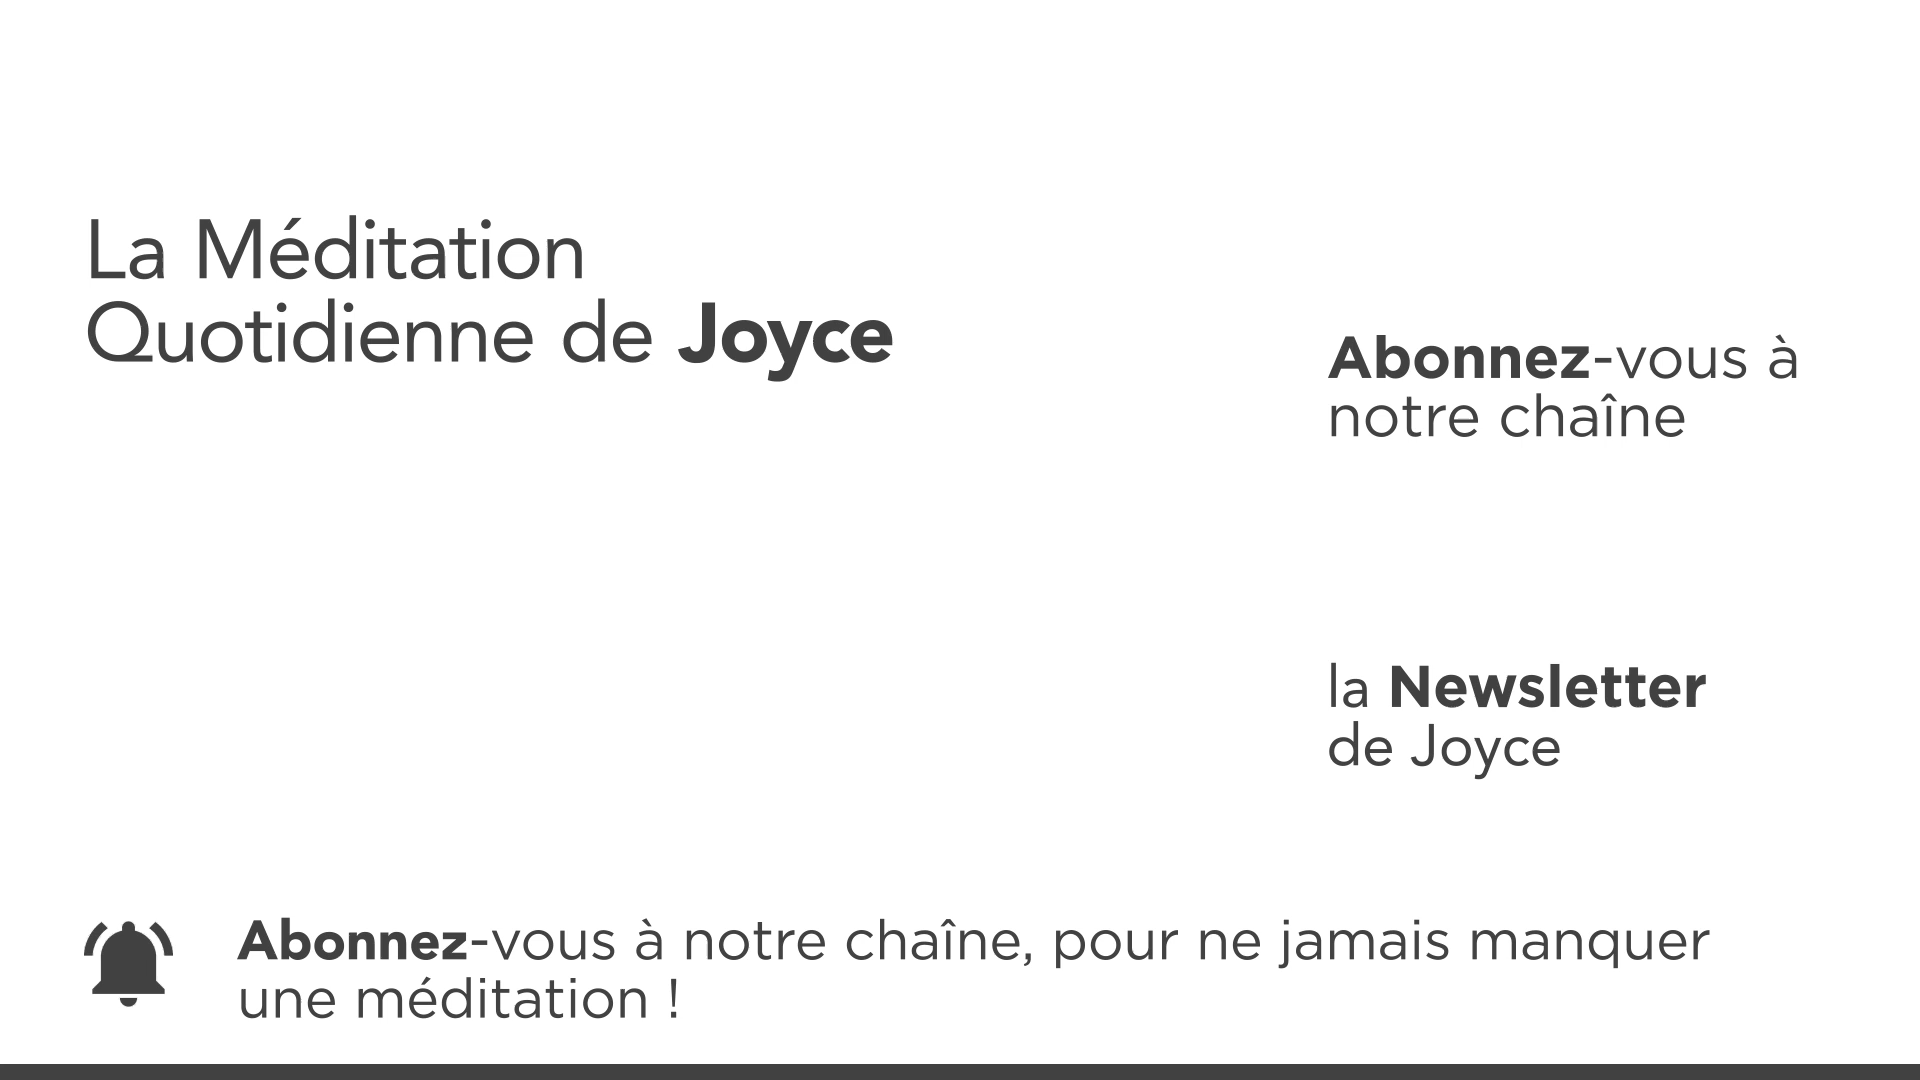 La Méditation
Quotidienne de Joyce
Abonnez-vous à
notre chaîne
la Newsletter
de Joyce
Abonnez-vous à notre chaîne, pour ne jamais manquer
une méditation !